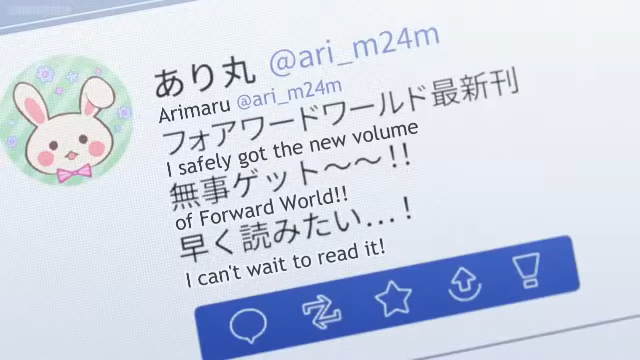 あり丸 @ari_m24m
Arimaru @ari_m24m
フォアワードワールド最新刊
I safely got the new volume
無事ゲット～～!!
of Forward World!!
早く読みたい…!
I can't wait to read it!